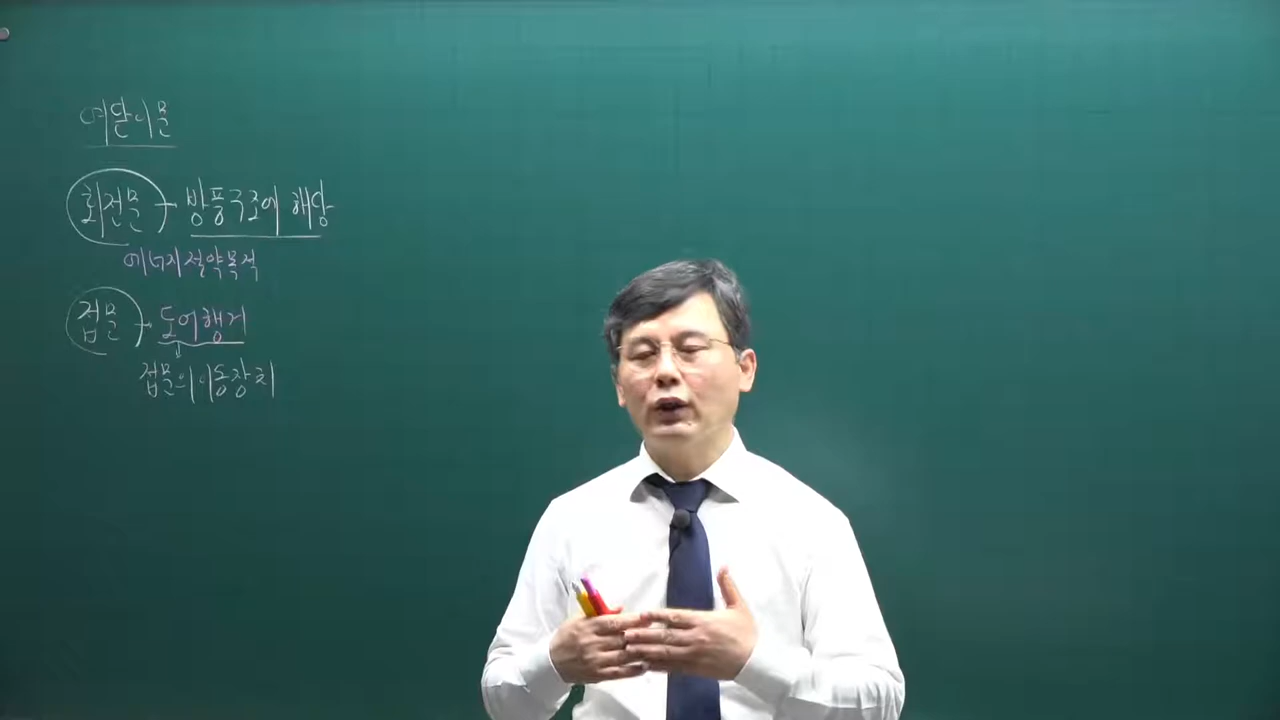 여닫이문
회전문 - 방풍구조에 해당
에너지절약목적
접문 - 도어행거
접문의 이동장치